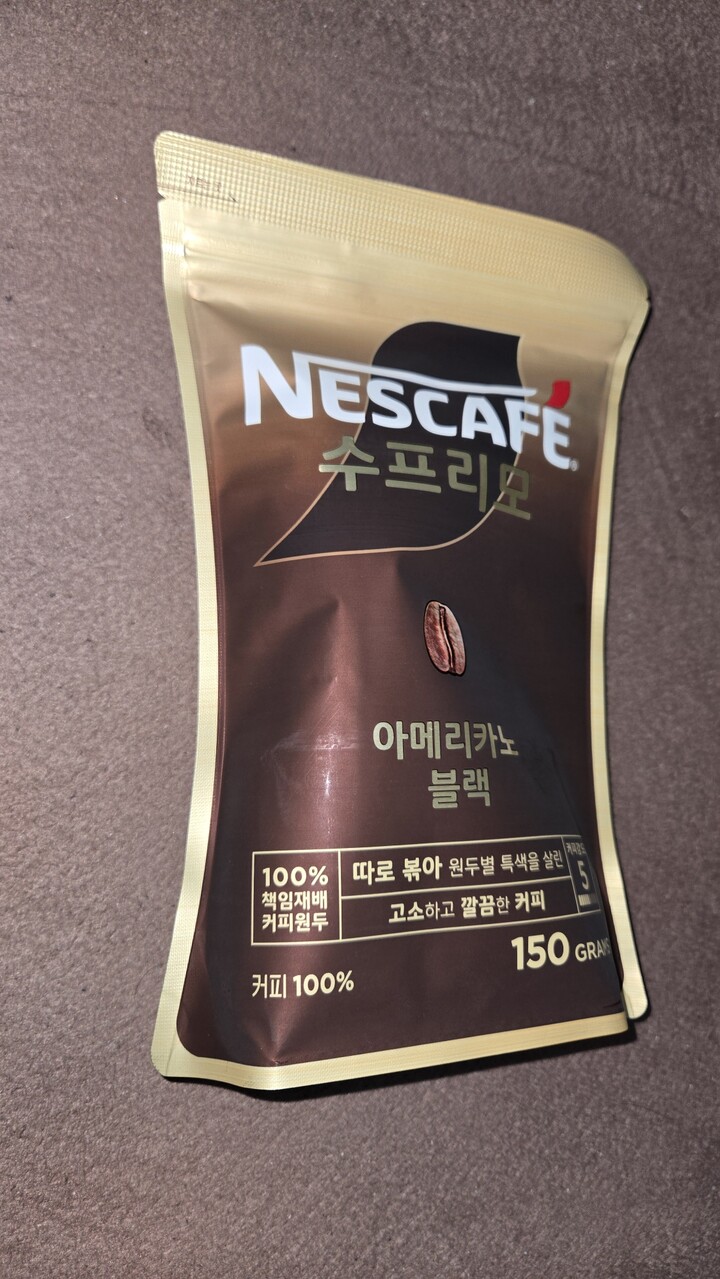 NESCAFÉ
수프리모
아메리카노
블랙
100%
책임재배
커피원두
따로 볶아 원두별 특색을 살린
고소하고 깔끔한 커피
5
150
커피 100%